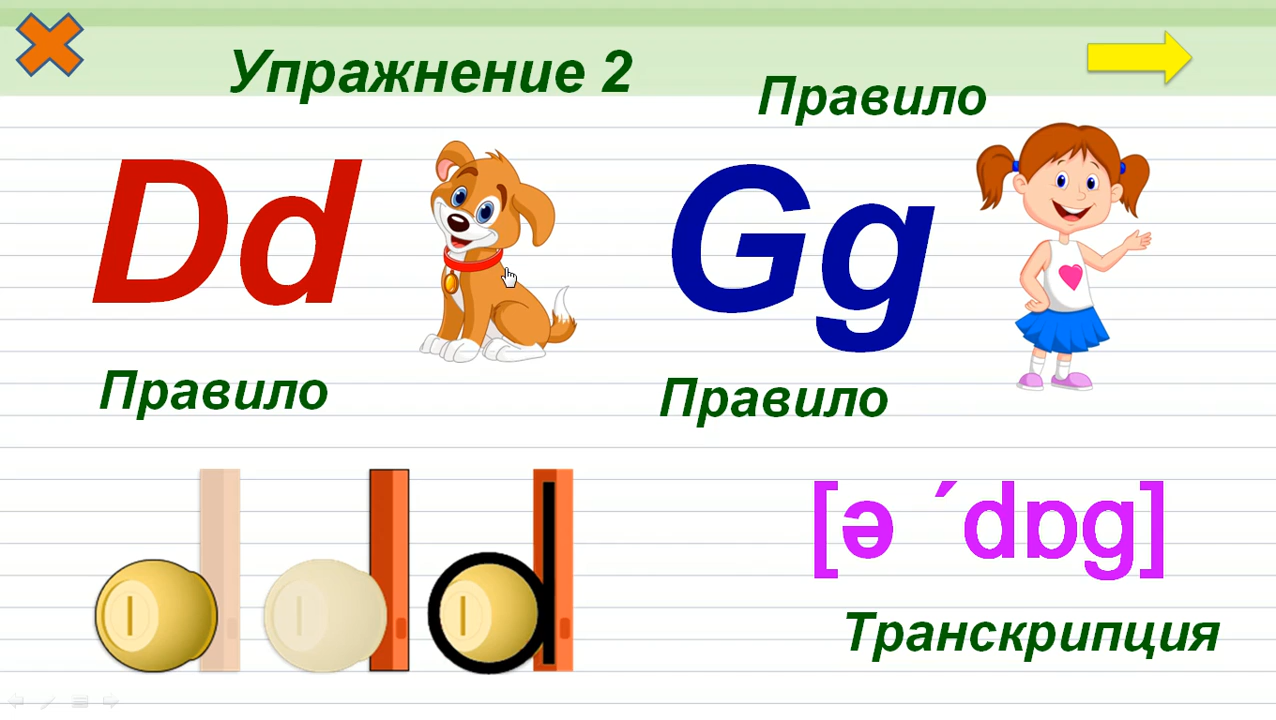 Упражнение 2
Правило
Dd
Gg
Правило
Правило
[ə ˊdɒg]
Транскрипция